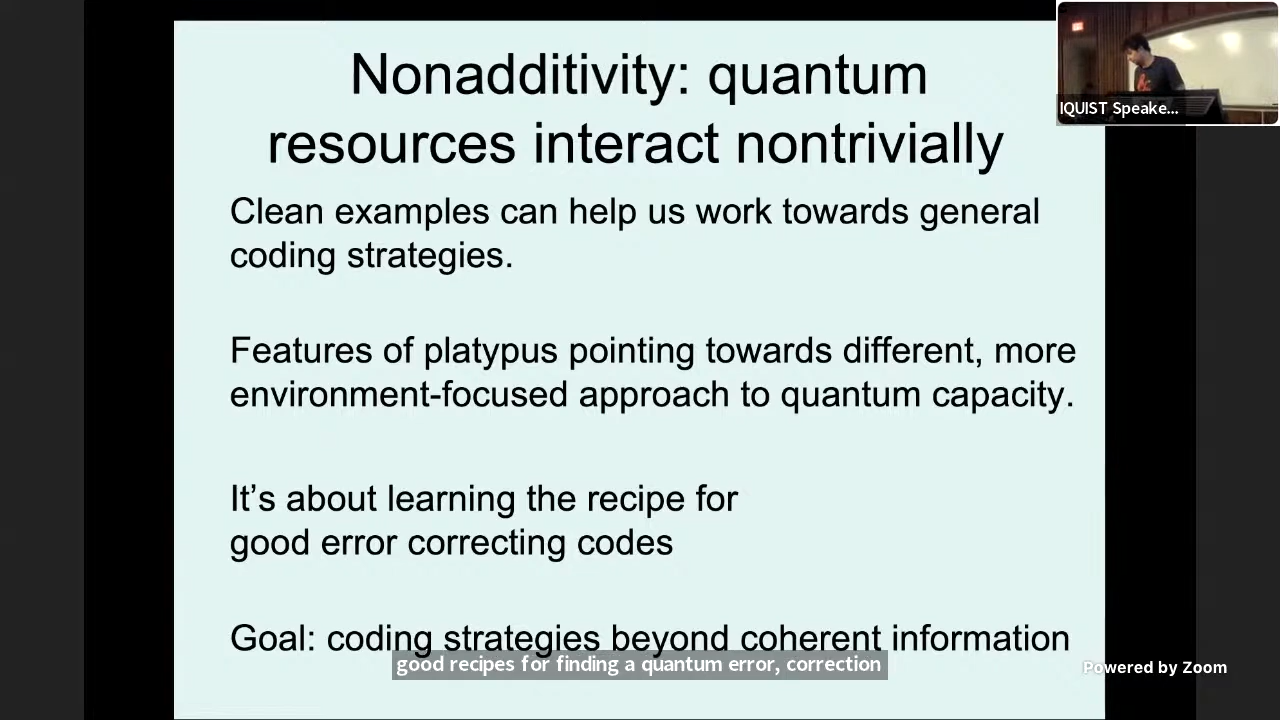 Nonadditivity: quantum
resources interact nontrivially
Clean examples can help us work towards general
coding strategies.
Features of platypus pointing towards different, more
environment-focused approach to quantum capacity.
It's about learning the recipe for
good error correcting codes
Goal: coding strategies beyond coherent information
good recipes for finding a quantum error, correction
IQUIST Speake...
Powered by Zoom